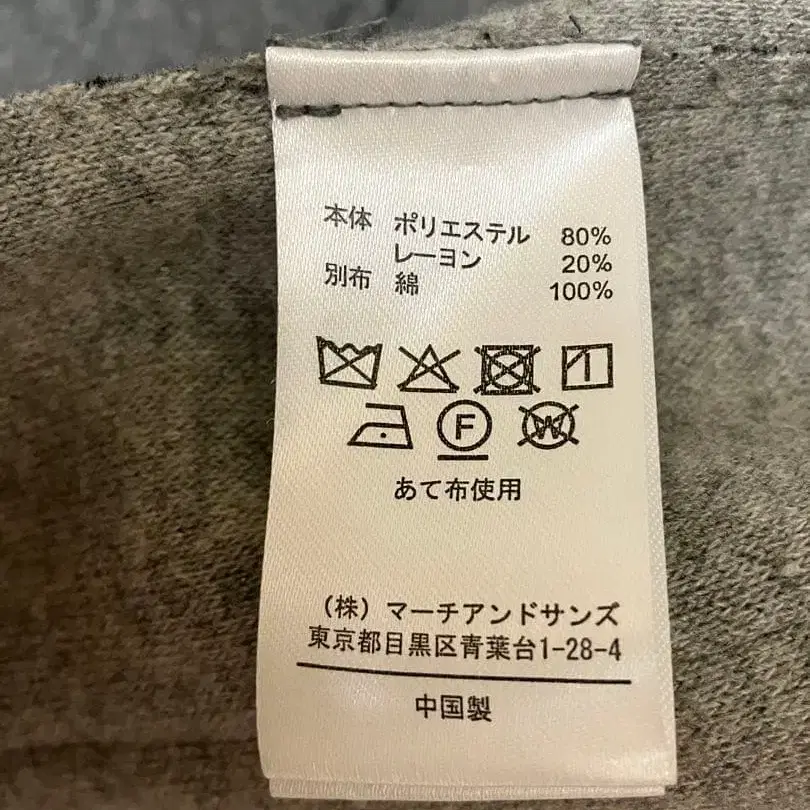 本体 ポリエステル 80%
レーヨン 20%
別布 綿 100%
F W
あて布使用
(株) マーチアンドサンズ
東京都目黒区青葉台1-28-4
中国製